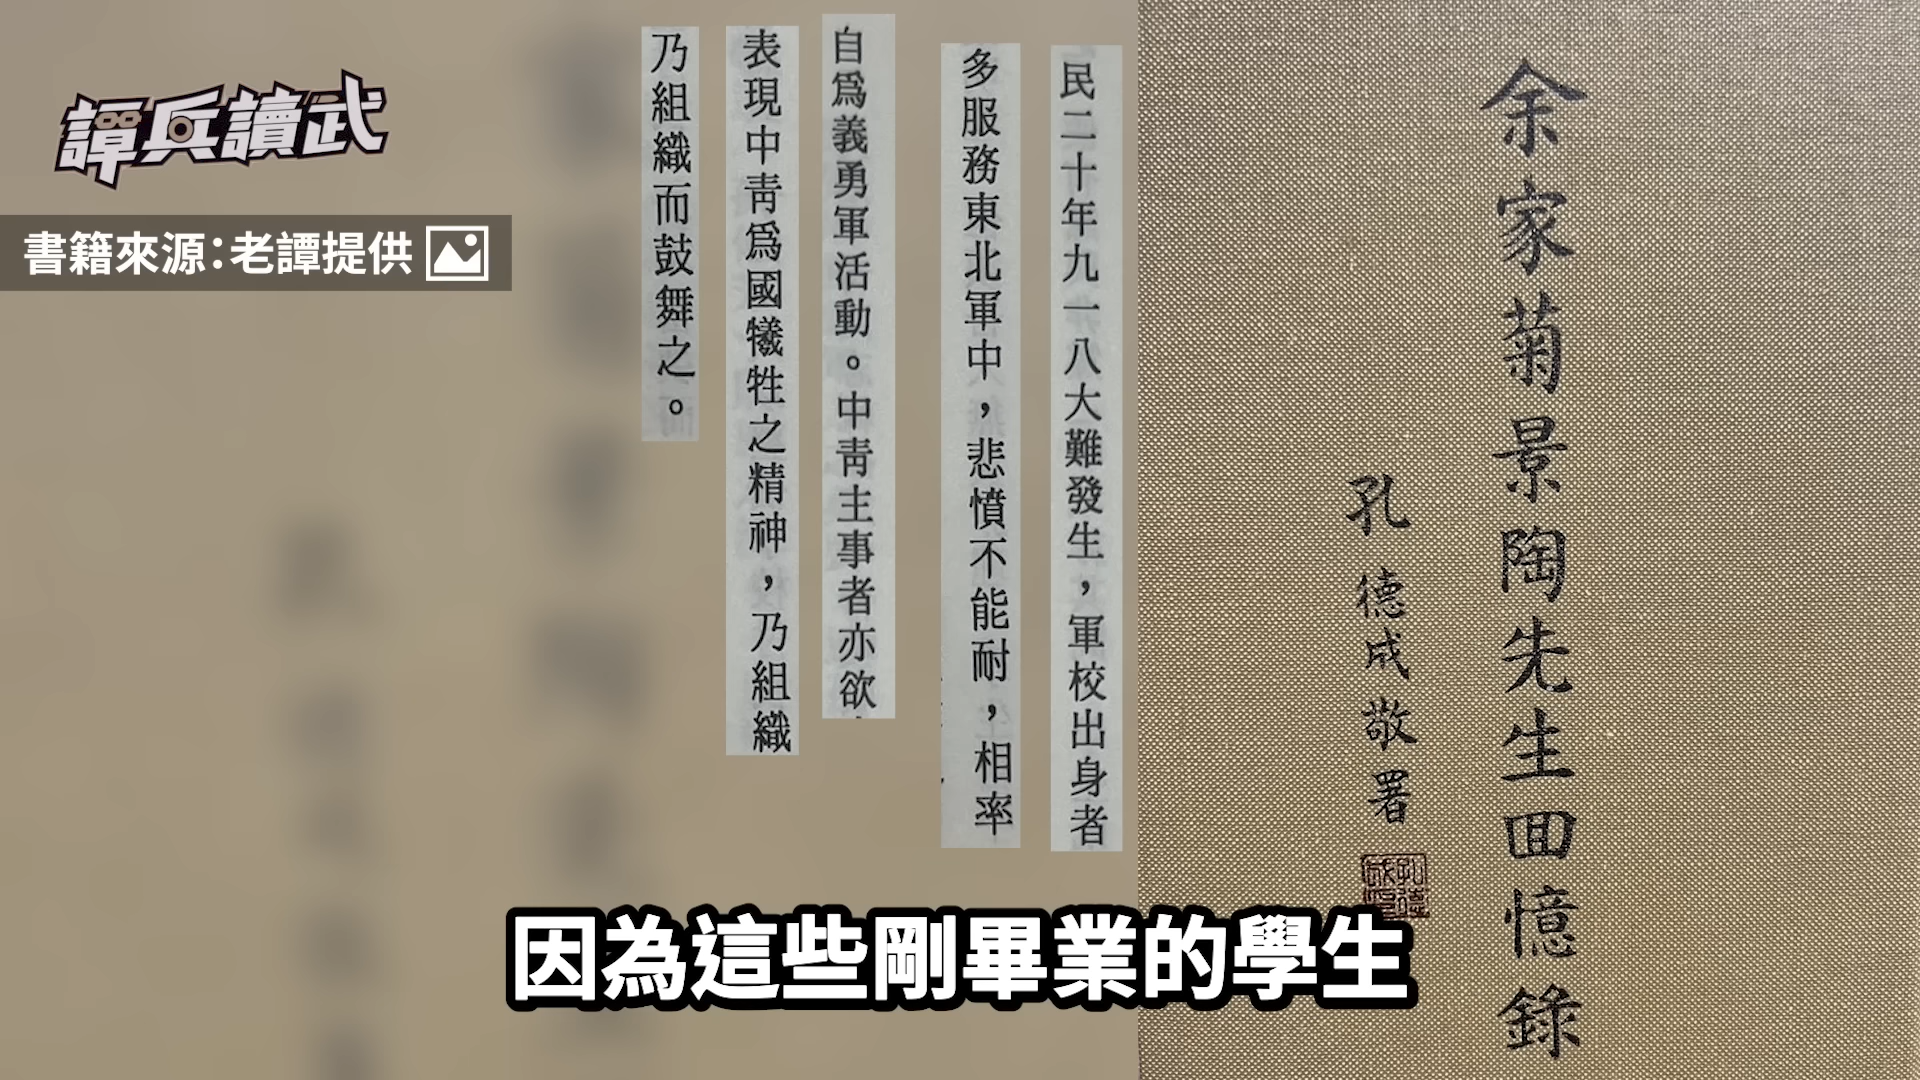 譚兵讀武
書籍來源：老譚提供
民二十年九一八大難發生，軍校出身者
多服務東北軍中，悲憤不能耐，相率
自爲義勇軍活動。中靑主事者亦欲
表現中靑爲國犧牲之精神，乃組織
乃組織而鼓舞之。
余家菊景陶先生回憶錄
孔德成敬署
因為這些剛畢業的學生